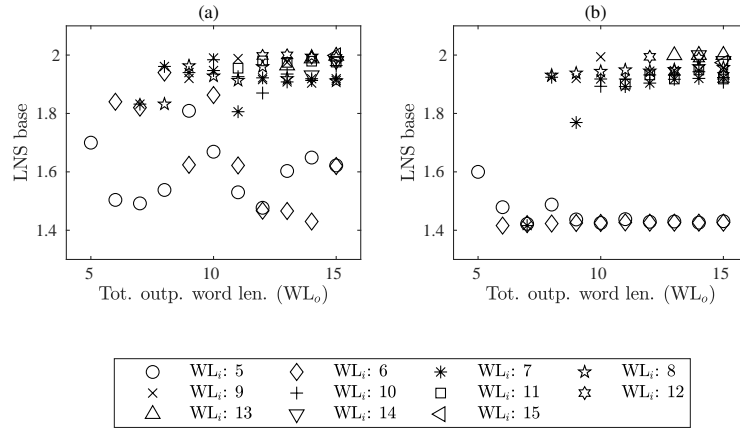 (a)
(b)
LNS base
2
1.8
1.6
1.4
5
10
15
Tot. outp. word len. (WLo)
LNS base
2
1.8
1.6
1.4
5
10
15
Tot. outp. word len. (WLo)
WLi: 5
WLi: 6
WLi: 7
WLi: 8
WLi: 9
WLi: 10
WLi: 11
WLi: 12
WLi: 13
WLi: 14
WLi: 15